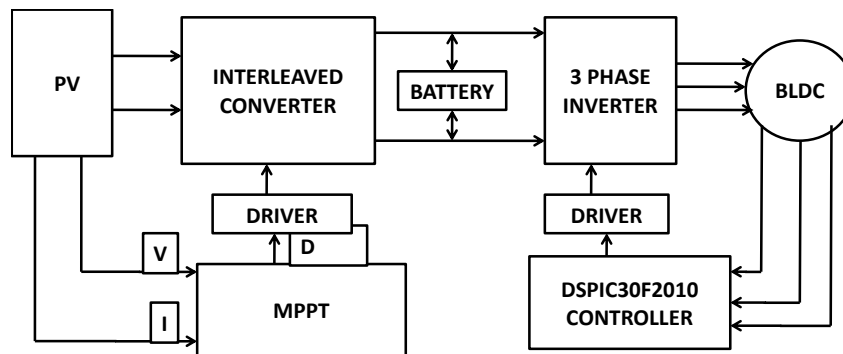 PV
INTERLEAVED
CONVERTER
BATTERY
3 PHASE
INVERTER
BLDC
DRIVER
DRIVER
D
V
I
MPPT
DSPIC30F2010
CONTROLLER